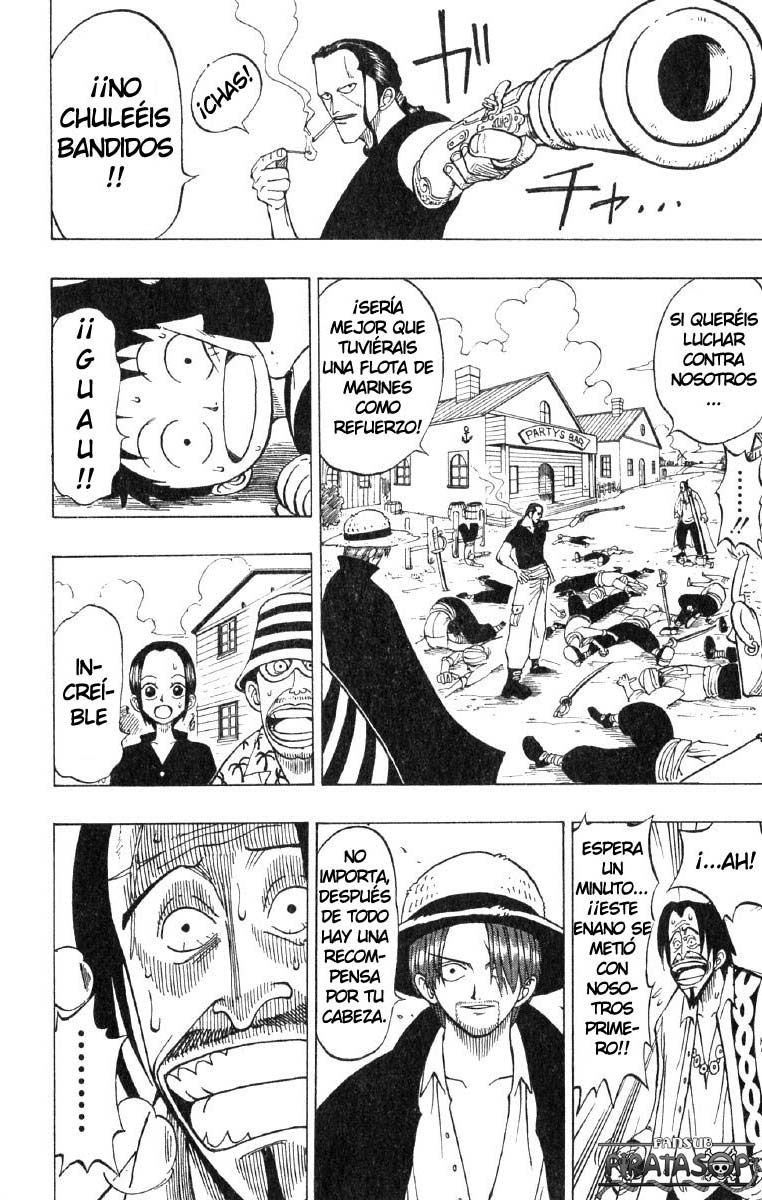 ガ
チャ...
¡CHAS!
¡¡NO
CHULEÉIS
BANDIDOS
!!
SI QUERÉIS
LUCHAR
CONTRA
NOSOTROS
...
¡SERÍA
MEJOR QUE
TUVIÉRAIS
UNA FLOTA DE
MARINES
COMO
REFUERZO!
PARTYS BAR
......!!
¡¡GUAU!!
IN-
CREÍ-
BLE
¡...AH!
ESPERA
UN
MINUTO...
¡¡ESTE
ENANO SE
METIÓ
CON
NOSO-
TROS
PRIME-
RO!!
NO
IMPORTA,
DESPUÉS
DE TODO
HAY UNA
RECOM-
PENSA
POR TU
CABEZA.
........
FANSUB
PIRATASOP